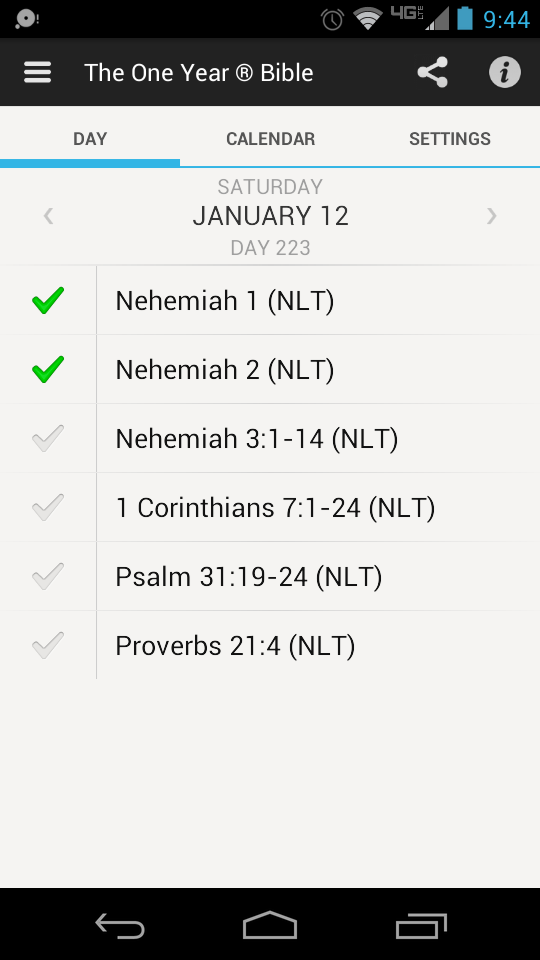 4G LTE 9:44
The One Year ® Bible
DAY CALENDAR SETTINGS
SATURDAY
JANUARY 12
DAY 223
Nehemiah 1 (NLT)
Nehemiah 2 (NLT)
Nehemiah 3:1-14 (NLT)
1 Corinthians 7:1-24 (NLT)
Psalm 31:19-24 (NLT)
Proverbs 21:4 (NLT)